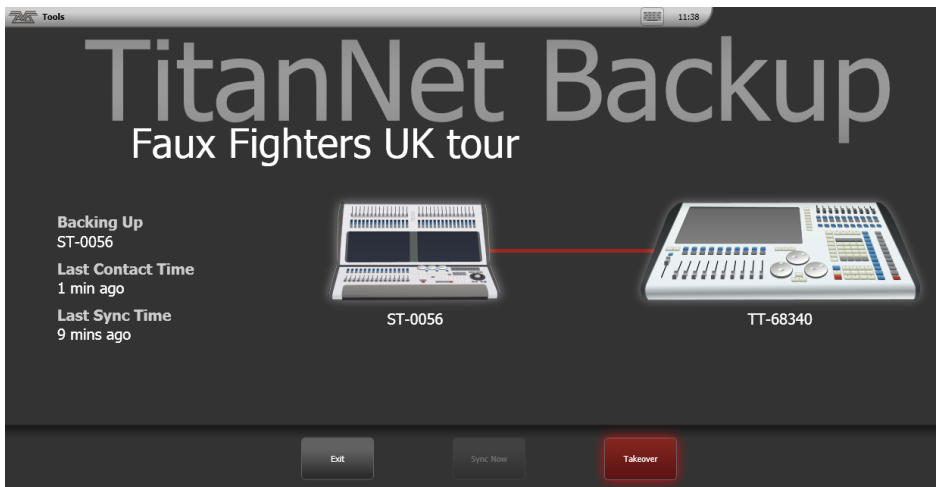 Tools
11:38
TitanNet Backup
Faux Fighters UK tour
Backing Up
ST-0056
Last Contact Time
1 min ago
Last Sync Time
9 mins ago
ST-0056
TT-68340
Exit
Sync Now
Takeover